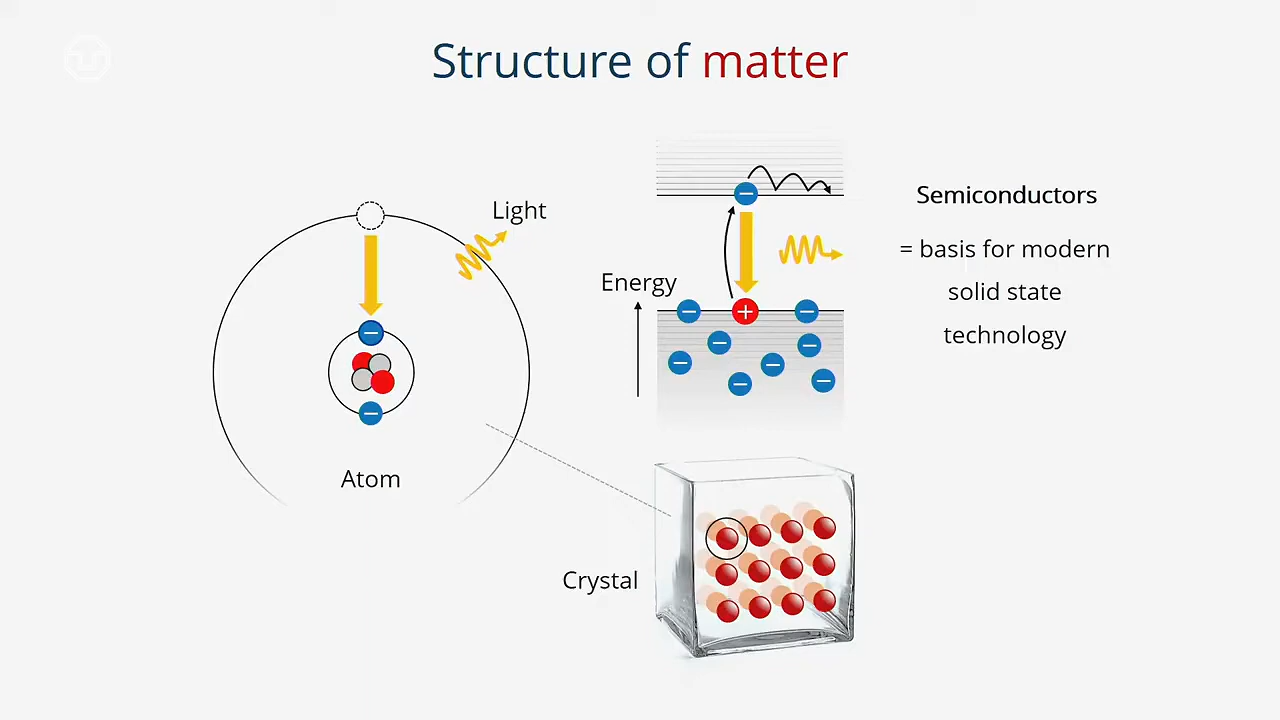 Structure of matter
Light
Atom
Energy
Semiconductors
= basis for modern
solid state
technology
Crystal